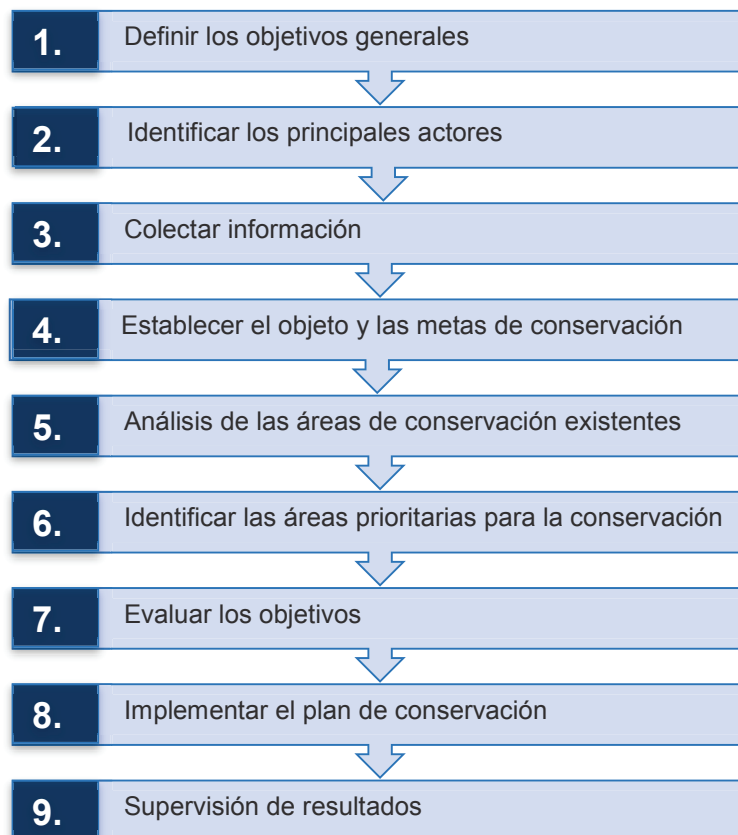 1. Definir los objetivos generales
2. Identificar los principales actores
3. Colectar información
4. Establecer el objeto y las metas de conservación
5. Análisis de las áreas de conservación existentes
6. Identificar las áreas prioritarias para la conservación
7. Evaluar los objetivos
8. Implementar el plan de conservación
9. Supervisión de resultados